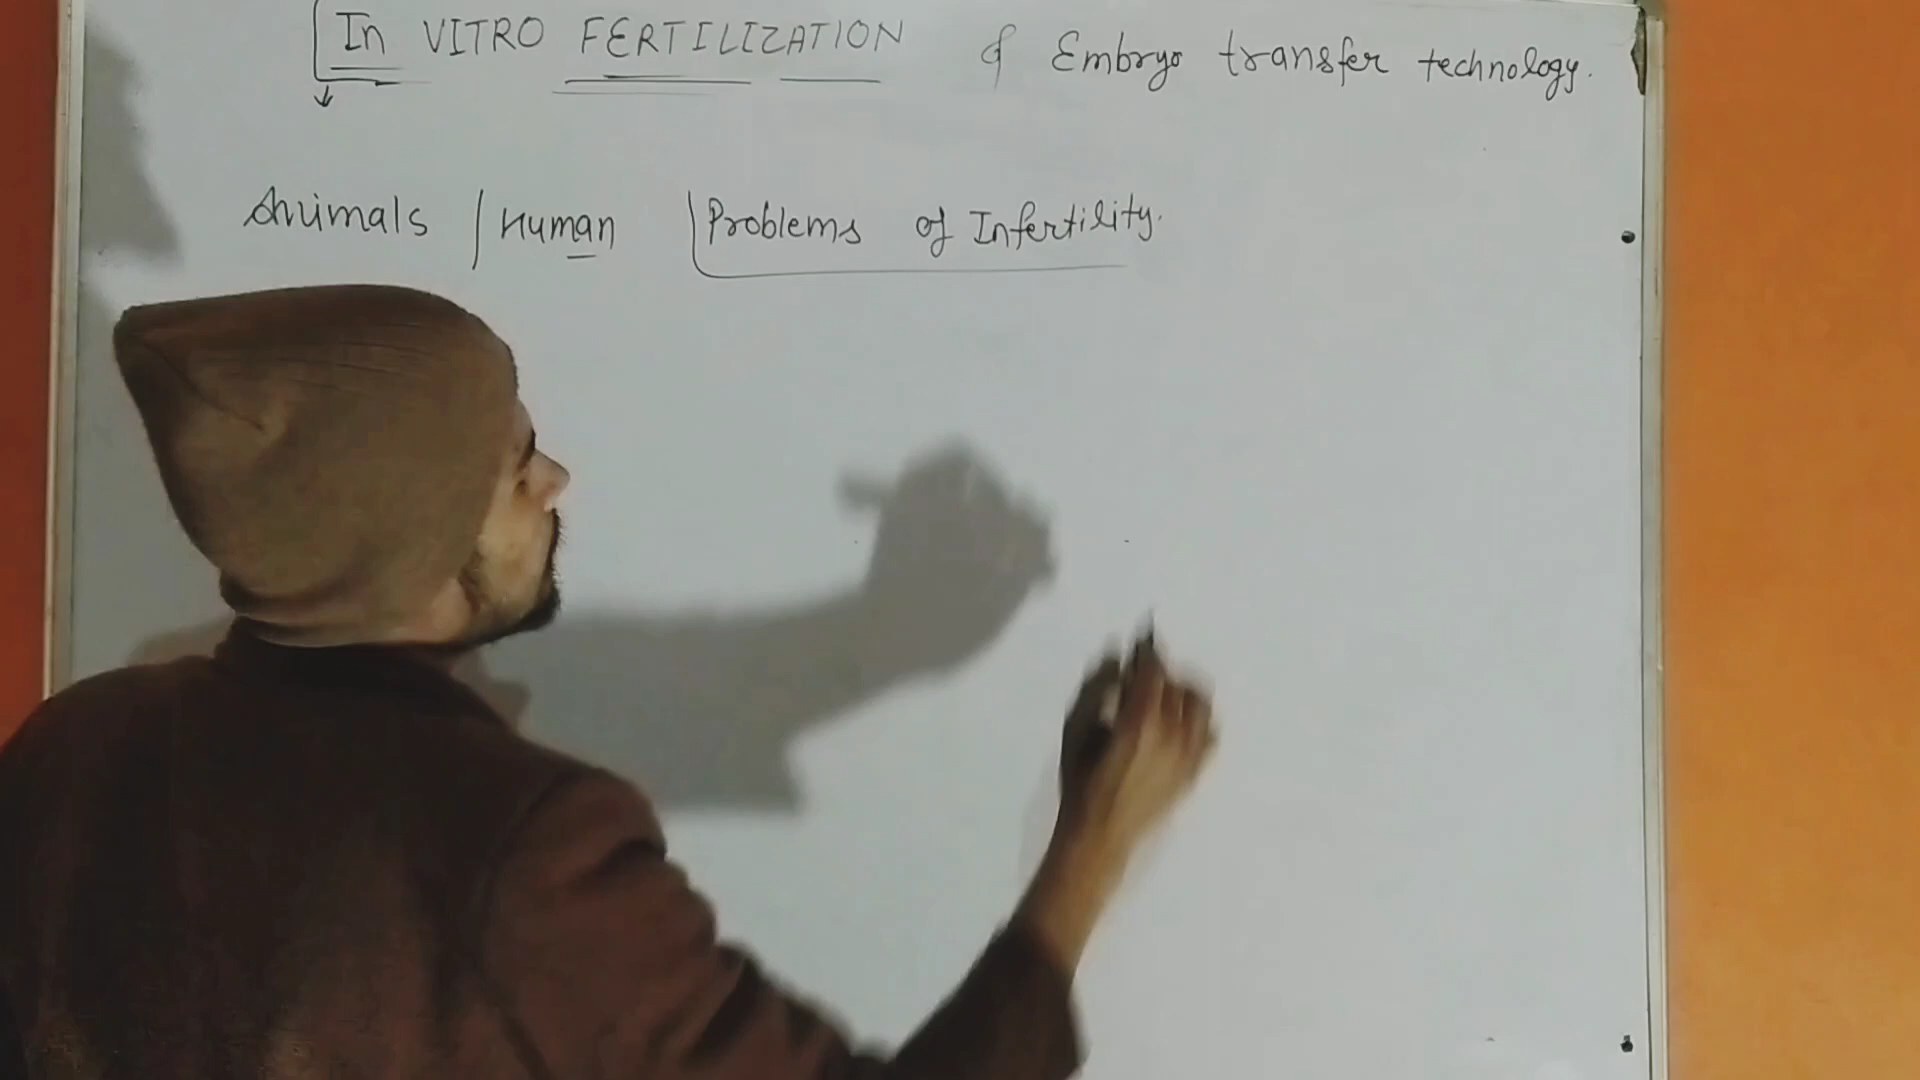 In VITRO FERTILIZATION & Embryo transfer technology.
Animals / Human | Problems of Infertility.